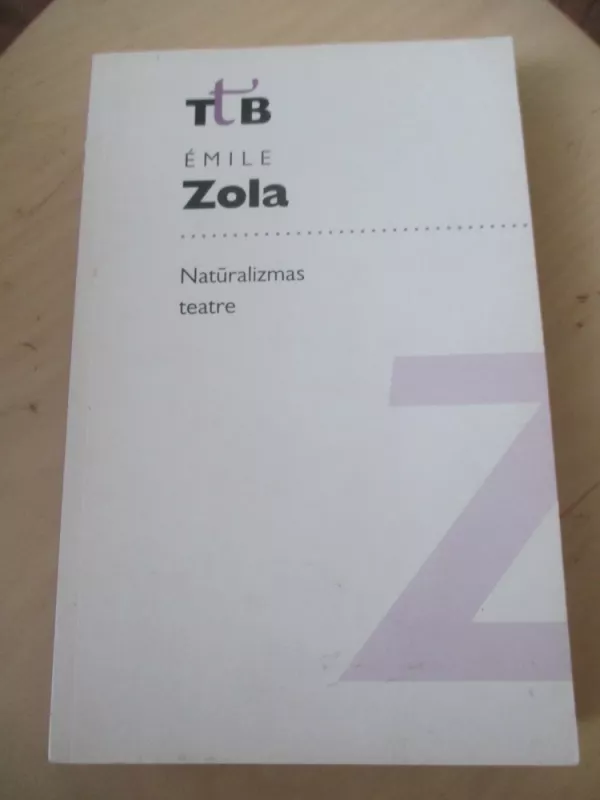 TtB
ÉMILE
Zola
Natūralizmas
teatre
Z